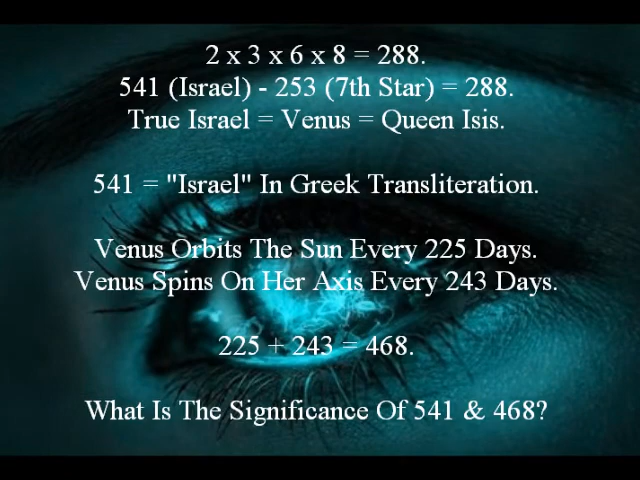 2 x 3 x 6 x 8 = 288.
541 (Israel) - 253 (7th Star) = 288.
True Israel = Venus = Queen Isis.
541 = "Israel" In Greek Transliteration.
Venus Orbits The Sun Every 225 Days.
Venus Spins On Her Axis Every 243 Days.
225 + 243 = 468.
What Is The Significance Of 541 & 468?